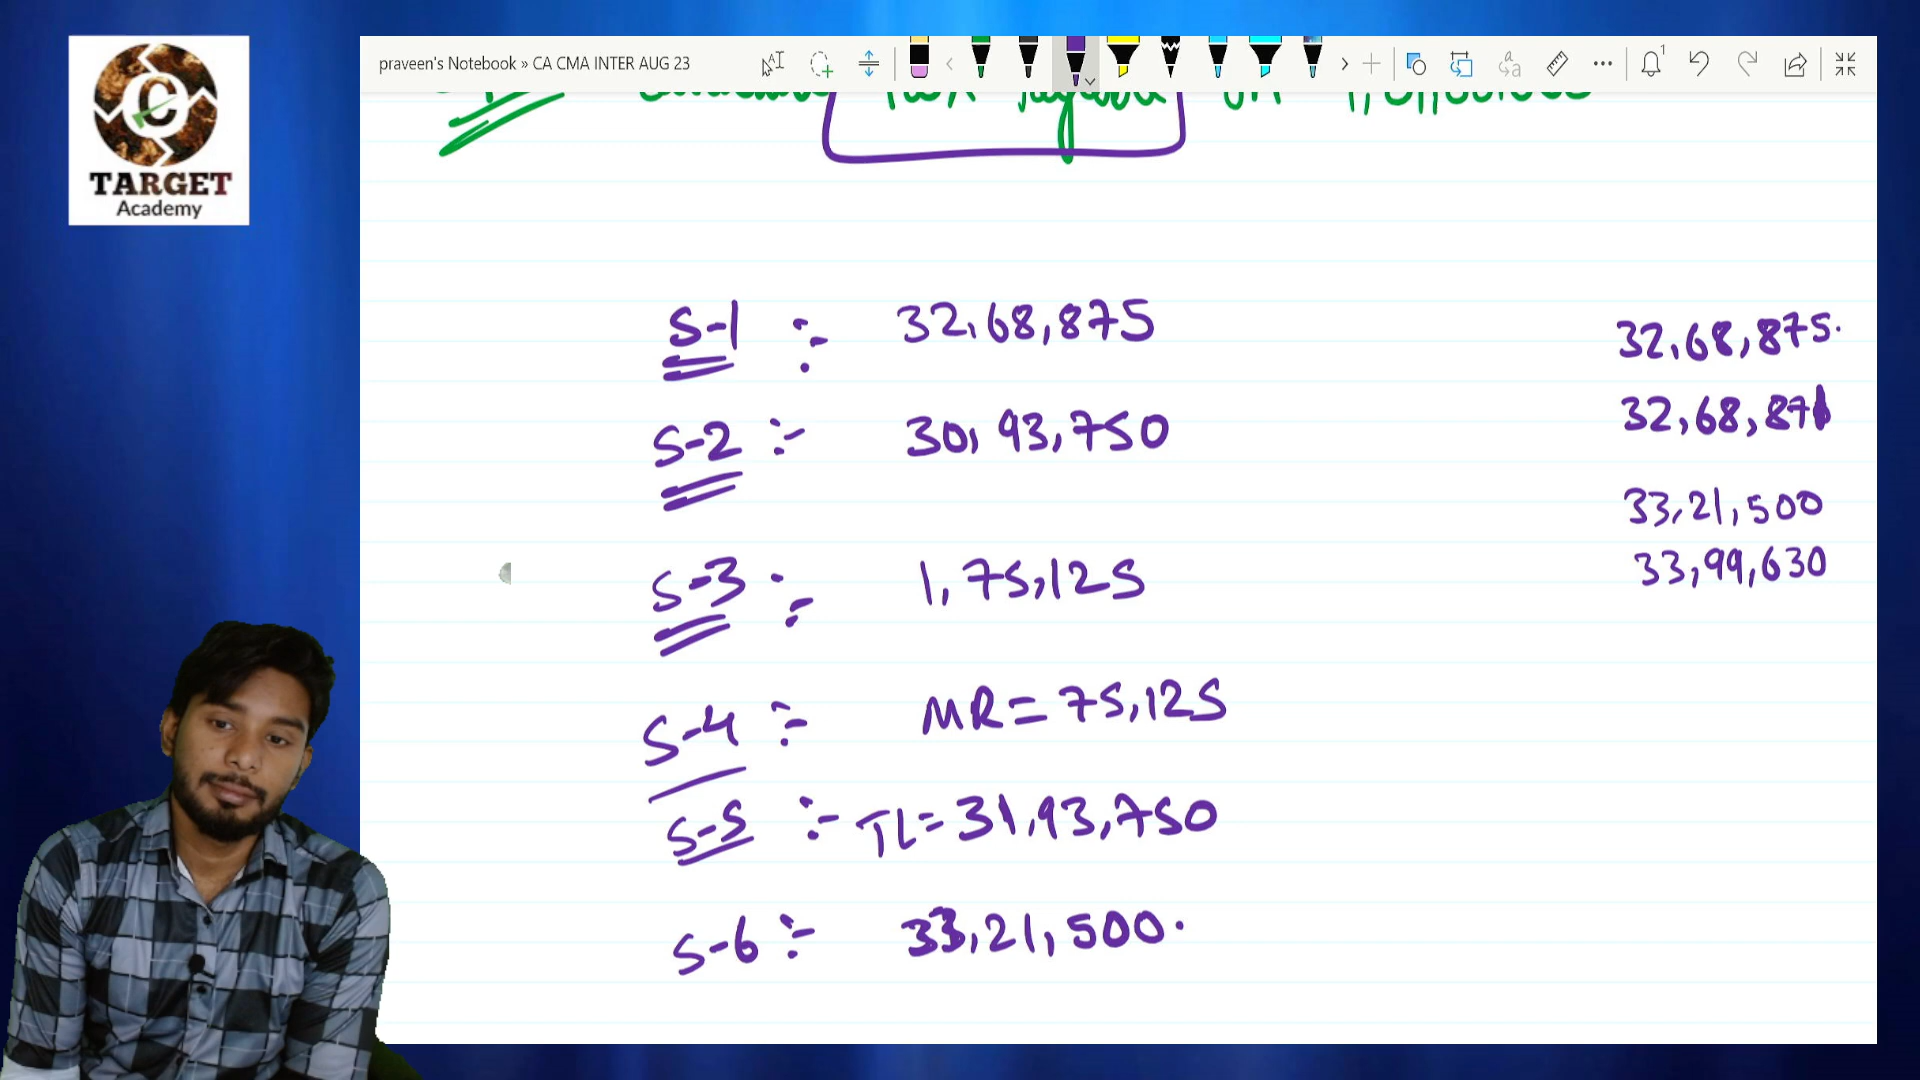 TARGET
Academy
praveen's Notebook » CA CMA INTER AUG 23
S-1 :- 32,68,875
S-2 :- 30,93,750
S-3 :- 1,75,125
S-4 :- MR = 75,125
S-5 :- TL = 31,93,750
S-6 :- 33,21,500.
32,68,875.
32,68,871
33,21,500
33,99,630